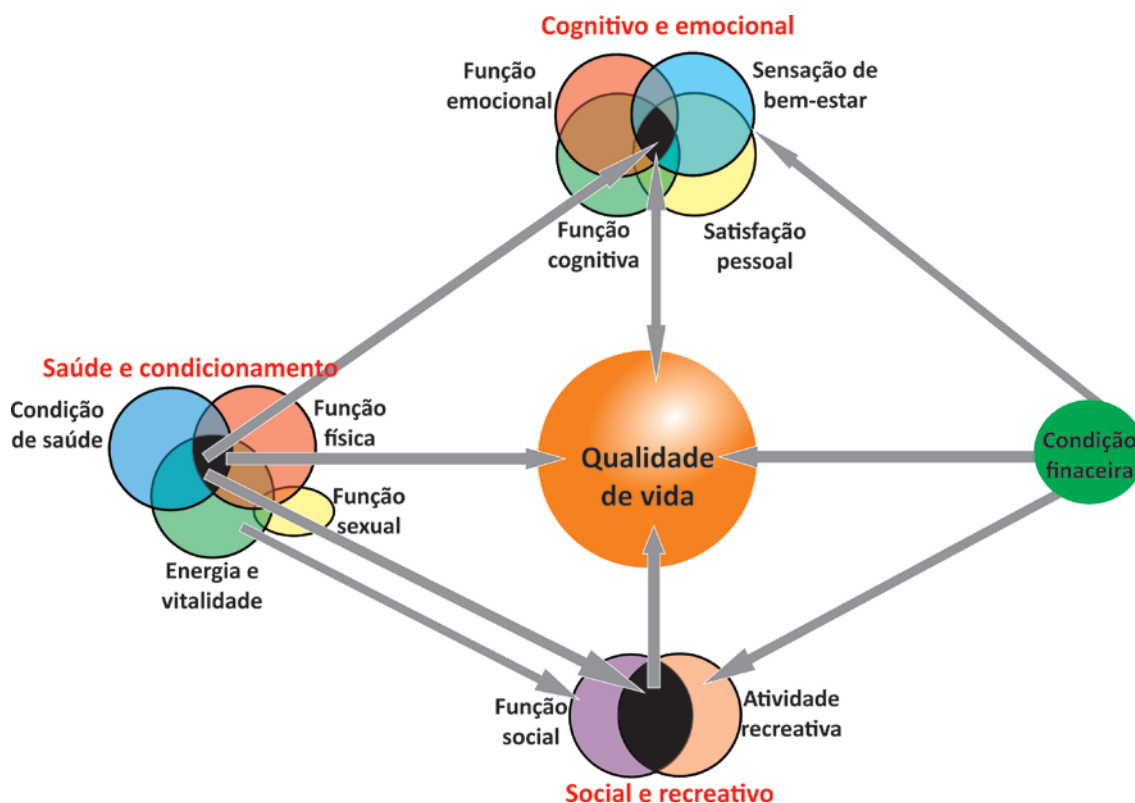 Cognitivo e emocional
Função
emocional
Sensação de
bem-estar
Função
cognitiva
Satisfação
pessoal
Saúde e condicionamento
Condição
de saúde
Função
física
Função
sexual
Energia e
vitalidade
Qualidade
de vida
Condição
finaceira
Função
social
Atividade
recreativa
Social e recreativo